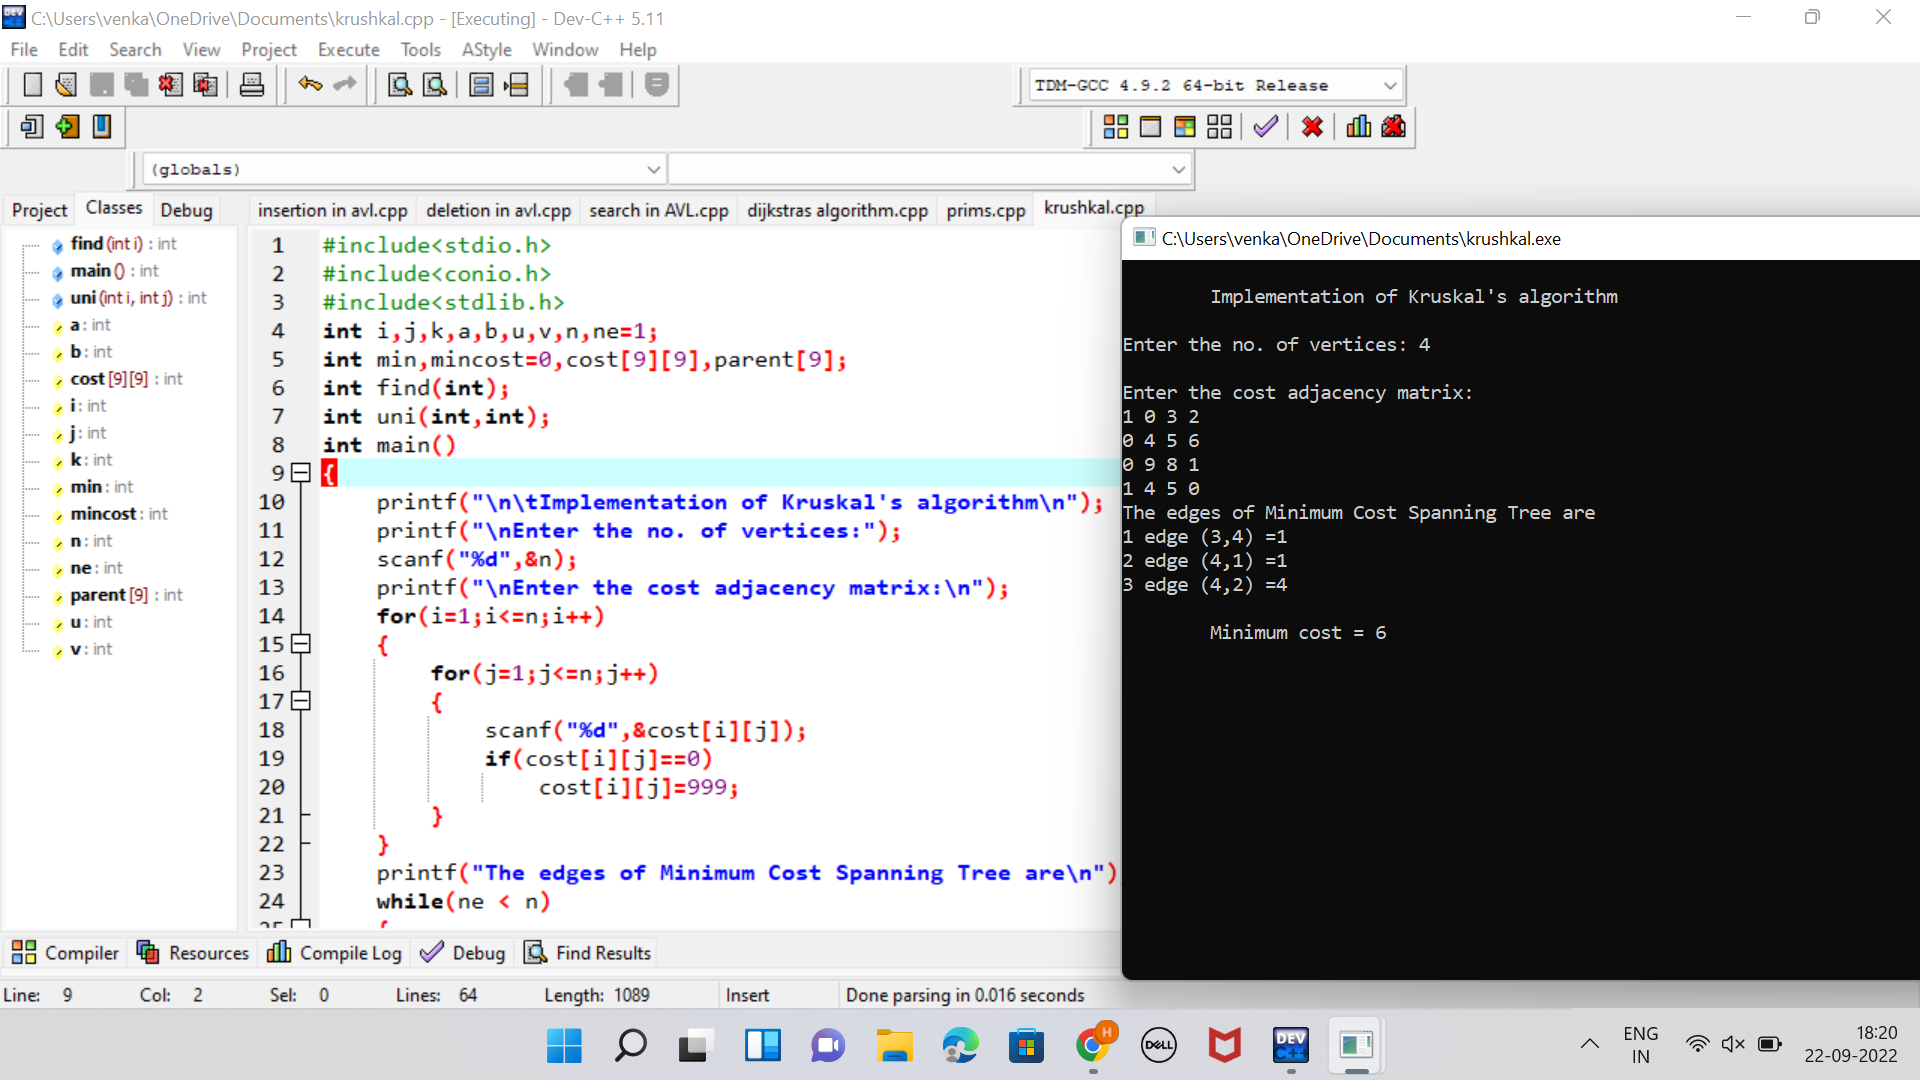 C:\Users\venka\OneDrive\Documents\krushkal.cpp - [Executing] - Dev-C++ 5.11
File Edit Search View Project Execute Tools AStyle Window Help
TDM-GCC 4.9.2 64-bit Release
(globals)
Project Classes Debug
insertion in avl.cpp deletion in avl.cpp search in AVL.cpp dijkstras algorithm.cpp prims.cpp krushkal.cpp
find (int i) : int
main () : int
uni (int i, int j) : int
a : int
b : int
cost [9][9] : int
i : int
j : int
k : int
min : int
mincost : int
n : int
ne : int
parent [9] : int
u : int
v : int
1 #include<stdio.h>
2 #include<conio.h>
3 #include<stdlib.h>
4 int i,j,k,a,b,u,v,n,ne=1;
5 int min,mincost=0,cost[9][9],parent[9];
6 int find(int);
7 int uni(int,int);
8 int main()
9 {
10 printf("\n\tImplementation of Kruskal's algorithm\n");
11 printf("\nEnter the no. of vertices:");
12 scanf("%d",&n);
13 printf("\nEnter the cost adjacency matrix:\n");
14 for(i=1;i<=n;i++)
15 {
16 for(j=1;j<=n;j++)
17 {
18 scanf("%d",&cost[i][j]);
19 if(cost[i][j]==0)
20 cost[i][j]=999;
21 }
22 }
23 printf("The edges of Minimum Cost Spanning Tree are\n")
24 while(ne < n)
25 {
C:\Users\venka\OneDrive\Documents\krushkal.exe
Implementation of Kruskal's algorithm
Enter the no. of vertices: 4
Enter the cost adjacency matrix:
1 0 3 2
0 4 5 6
0 9 8 1
1 4 5 0
The edges of Minimum Cost Spanning Tree are
1 edge (3,4) =1
2 edge (4,1) =1
3 edge (4,2) =4
Minimum cost = 6
Compiler Resources Compile Log Debug Find Results
Line: 9 Col: 2 Sel: 0 Lines: 64 Length: 1089 Insert Done parsing in 0.016 seconds
H
DELL
DEV C++
ENG
IN
18:20
22-09-2022